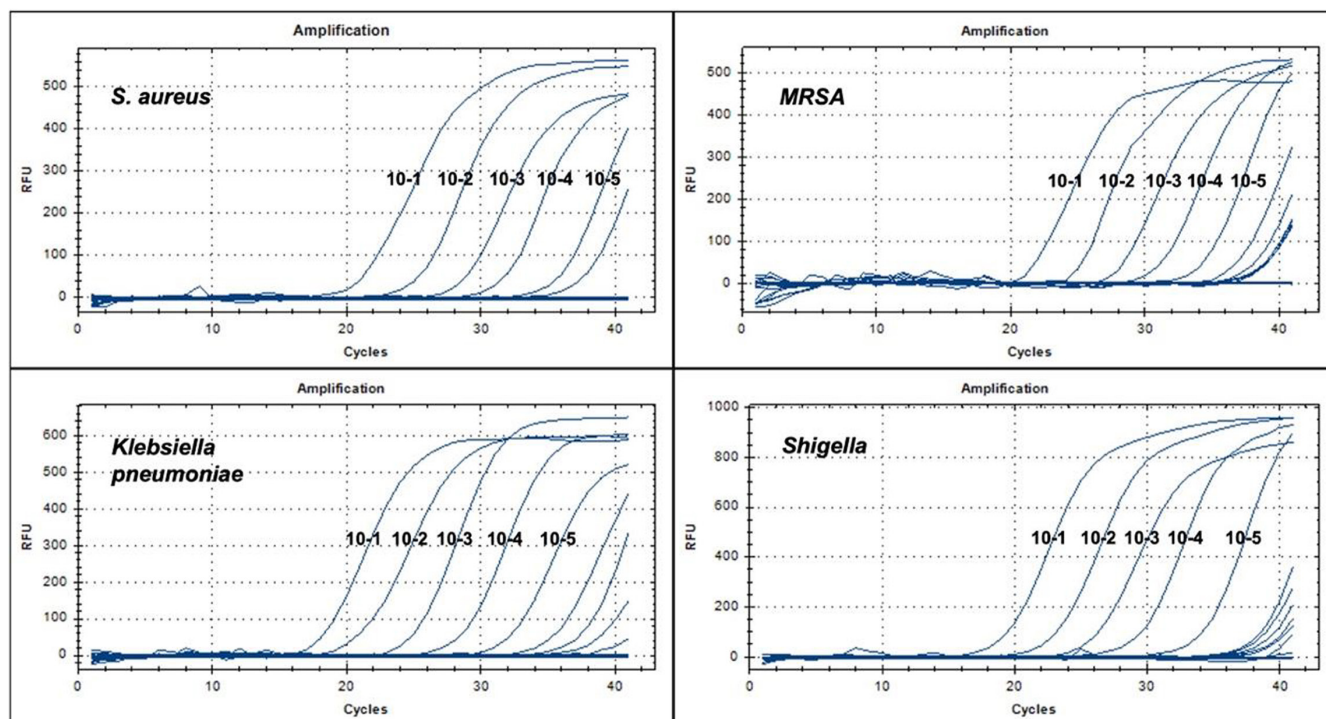 Amplification
S. aureus
RFU
500
400
300
200
100
0
10-1 10-2 10-3 10-4 10-5
0 10 20 30 40
Cycles
Amplification
MRSA
RFU
500
400
300
200
100
0
10-1 10-2 10-3 10-4 10-5
0 10 20 30 40
Cycles
Amplification
Klebsiella
pneumoniae
RFU
600
500
400
300
200
100
0
10-1 10-2 10-3 10-4 10-5
0 10 20 30 40
Cycles
Amplification
Shigella
RFU
1000
800
600
400
200
0
10-1 10-2 10-3 10-4 10-5
0 10 20 30 40
Cycles